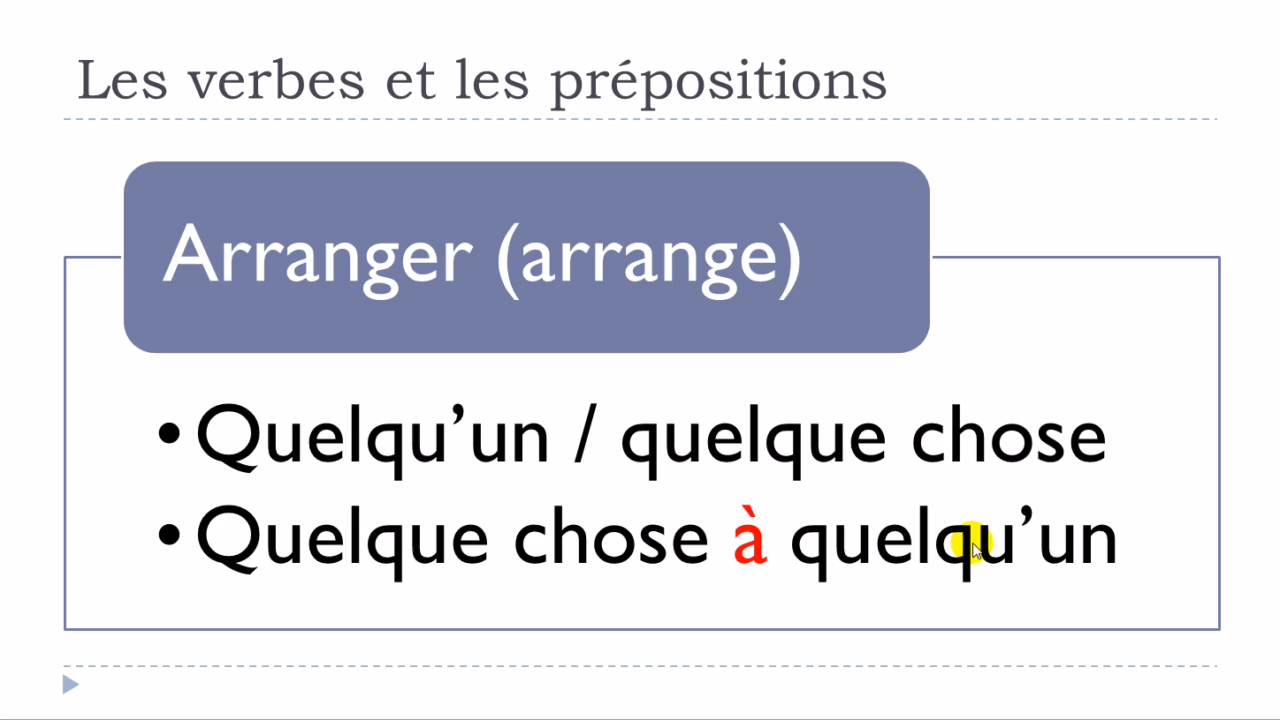 Les verbes et les prépositions
Arranger (arrange)
•Quelqu’un / quelque chose
•Quelque chose à quelqu’un